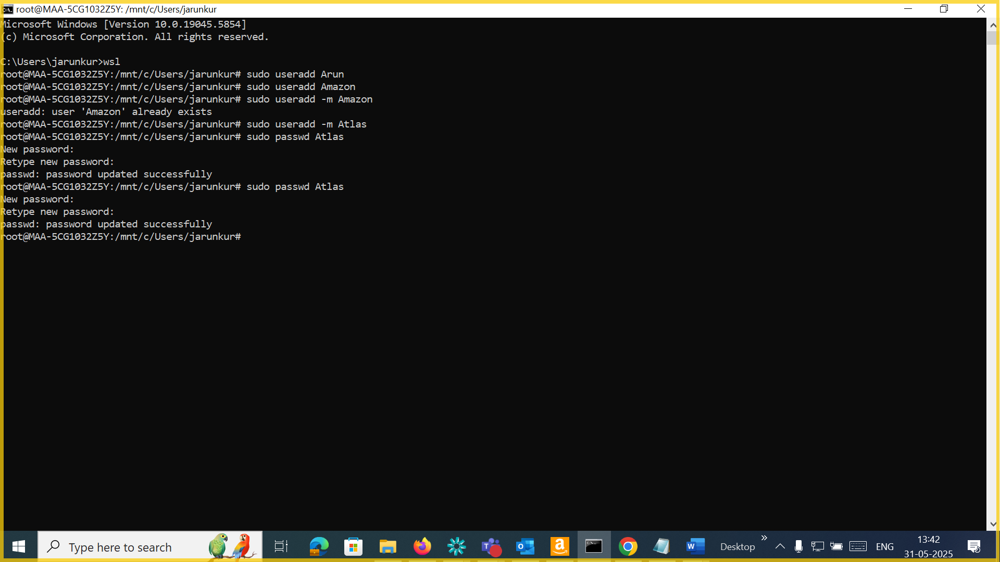 root@MAA-5CG1032Z5Y: /mnt/c/Users/jarunkur
Microsoft Windows [Version 10.0.19045.5854]
(c) Microsoft Corporation. All rights reserved.
C:\Users\jarunkur>wsl
root@MAA-5CG1032Z5Y:/mnt/c/Users/jarunkur# sudo useradd Arun
root@MAA-5CG1032Z5Y:/mnt/c/Users/jarunkur# sudo useradd Amazon
root@MAA-5CG1032Z5Y:/mnt/c/Users/jarunkur# sudo useradd -m Amazon
useradd: user 'Amazon' already exists
root@MAA-5CG1032Z5Y:/mnt/c/Users/jarunkur# sudo useradd -m Atlas
root@MAA-5CG1032Z5Y:/mnt/c/Users/jarunkur# sudo passwd Atlas
New password:
Retype new password:
passwd: password updated successfully
root@MAA-5CG1032Z5Y:/mnt/c/Users/jarunkur# sudo passwd Atlas
New password:
Retype new password:
passwd: password updated successfully
root@MAA-5CG1032Z5Y:/mnt/c/Users/jarunkur#
Type here to search
Desktop
ENG
13:42
31-05-2025